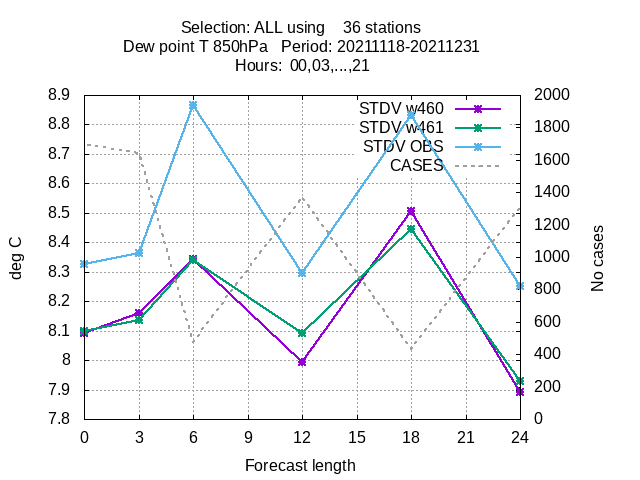 Selection: ALL using    36 stations
Dew point T 850hPa   Period: 20211118-20211231
Hours:  00,03,...,21
8.9
8.8
8.7
8.6
8.5
8.4
8.3
8.2
8.1
8
7.9
7.8
deg C
STDV w460
STDV w461
STDV OBS
CASES
2000
1800
1600
1400
1200
1000
800
600
400
200
0
No cases
0 3 6 9 12 15 18 21 24
Forecast length